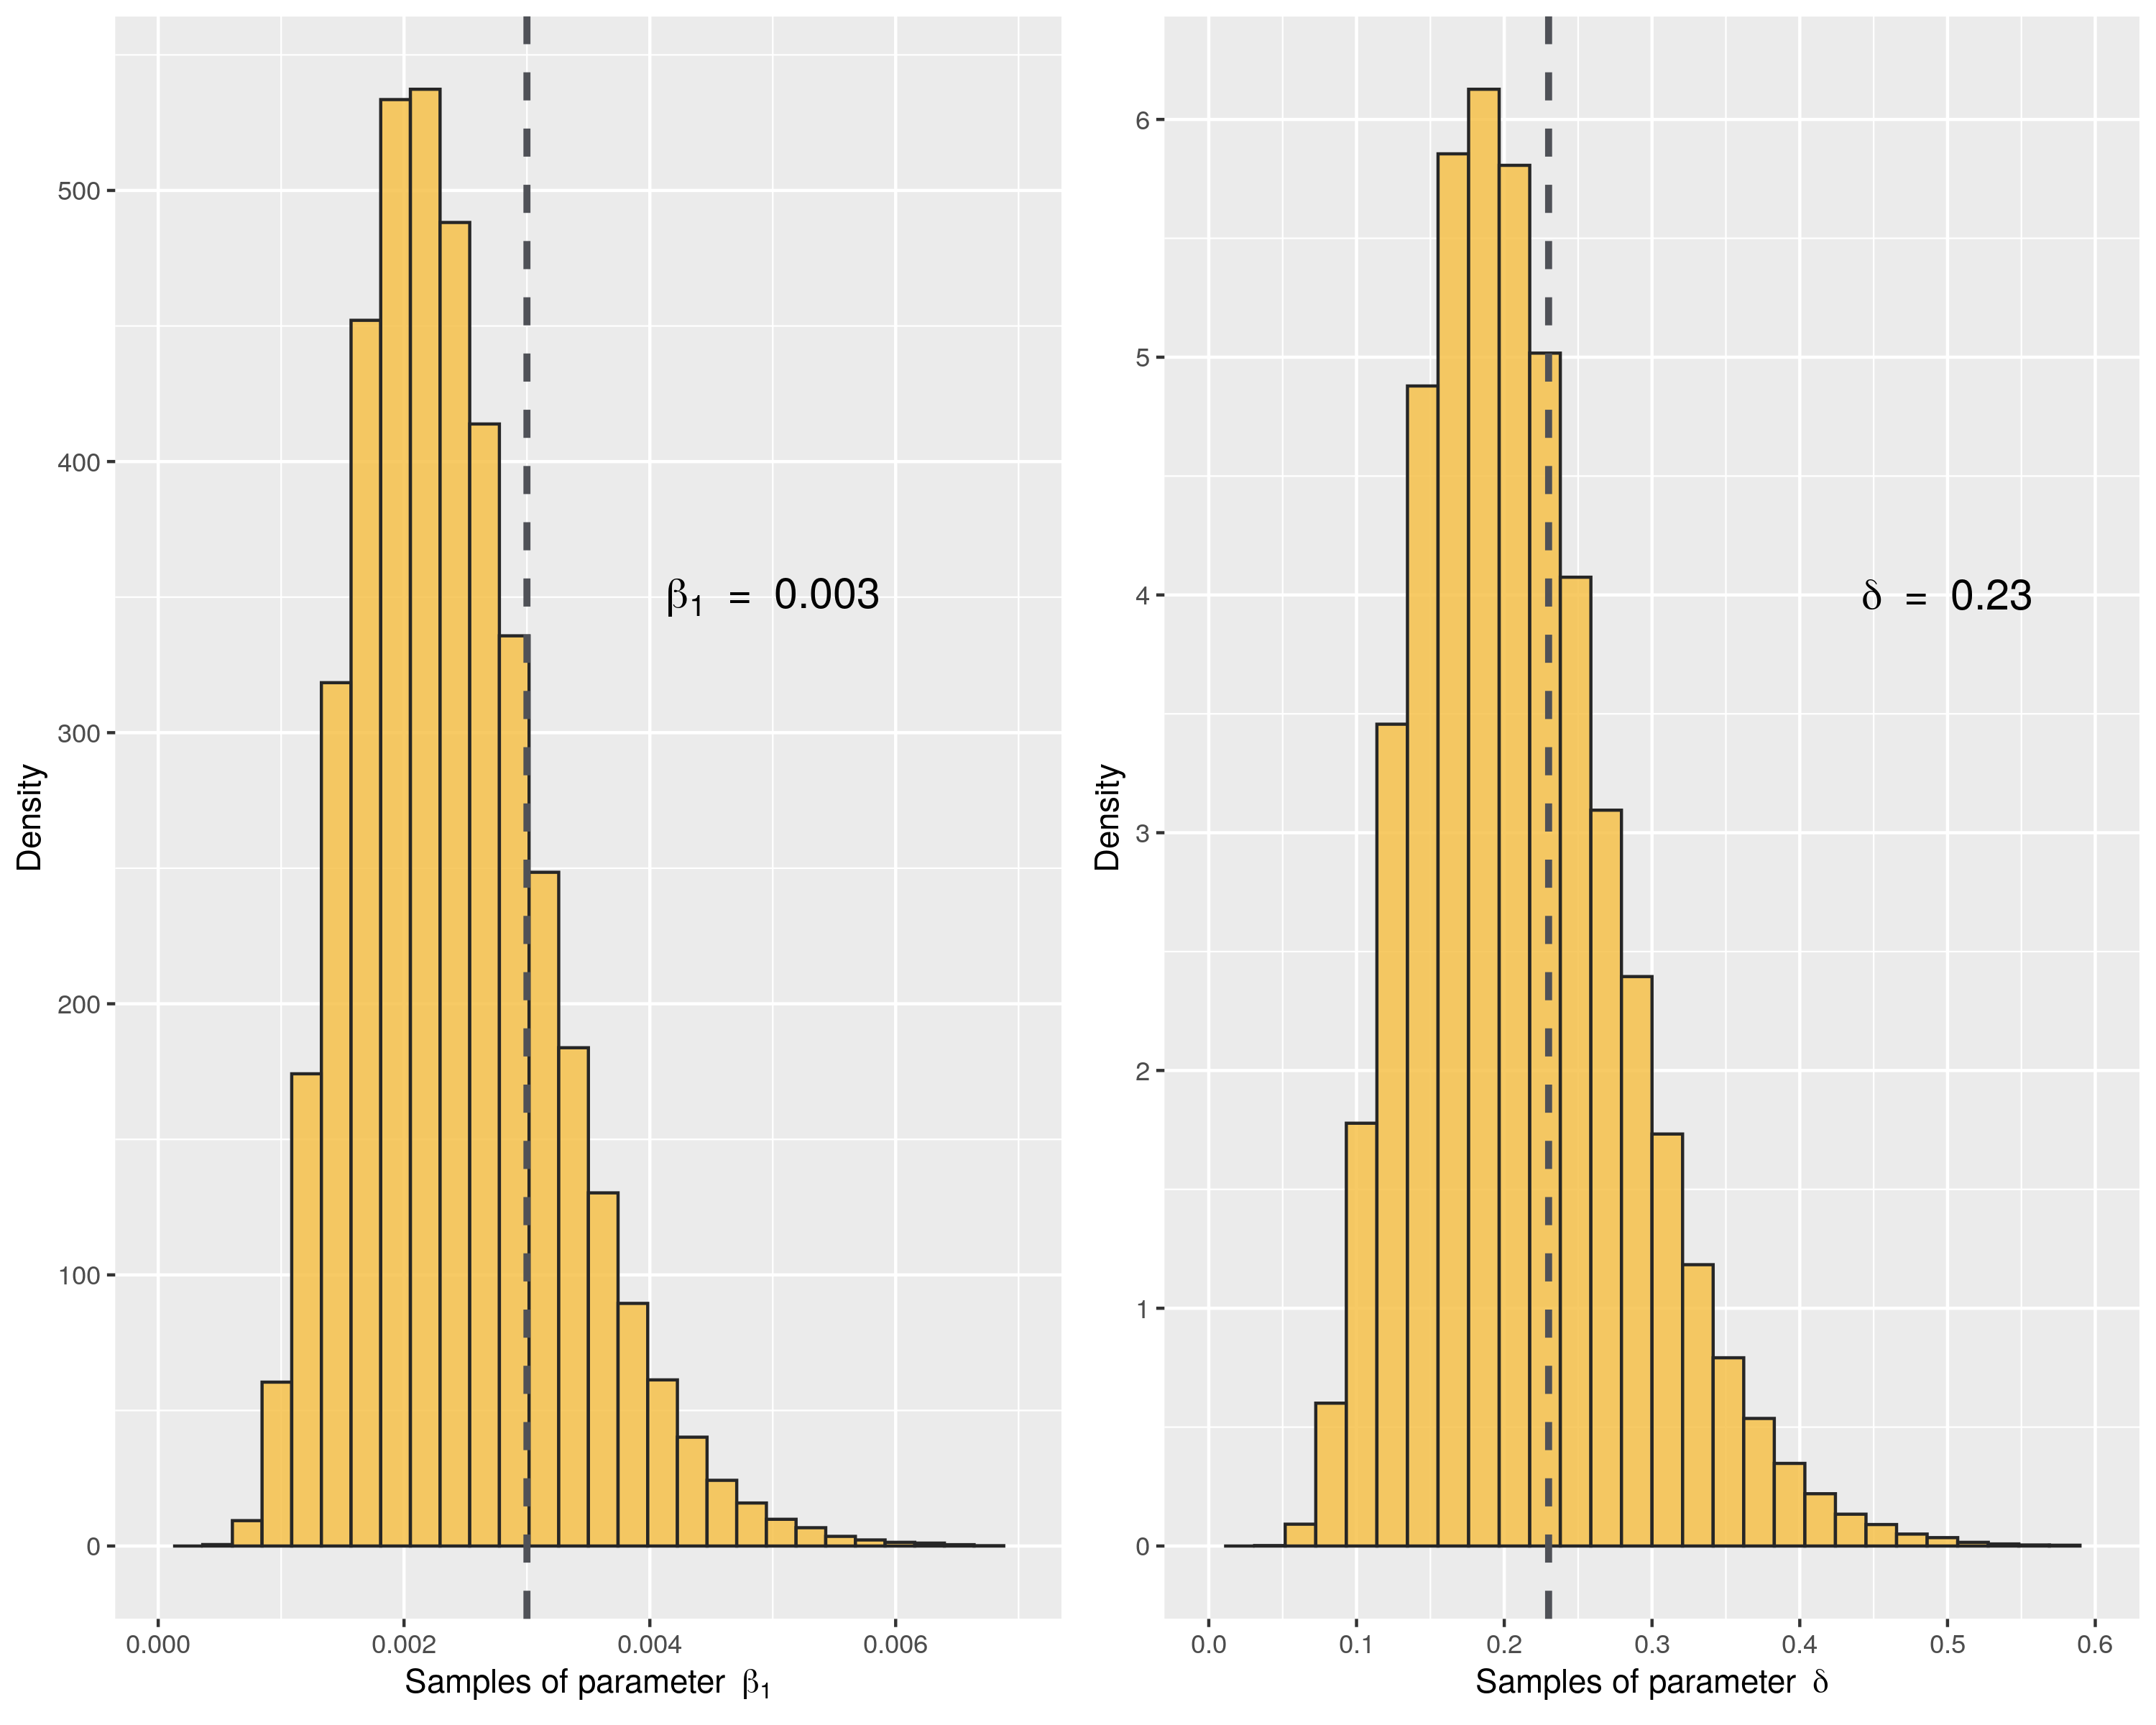 Density
500
400
300
200
100
0
β₁ = 0.003
0.000 0.002 0.004 0.006
Samples of parameter β₁
Density
6
5
4
3
2
1
0
δ = 0.23
0.0 0.1 0.2 0.3 0.4 0.5 0.6
Samples of parameter δ